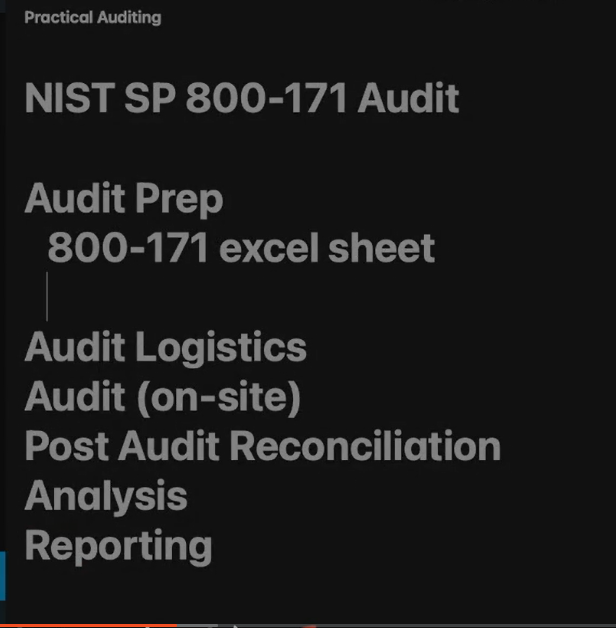 Practical Auditing
NIST SP 800-171 Audit
Audit Prep
800-171 excel sheet
Audit Logistics
Audit (on-site)
Post Audit Reconciliation
Analysis
Reporting